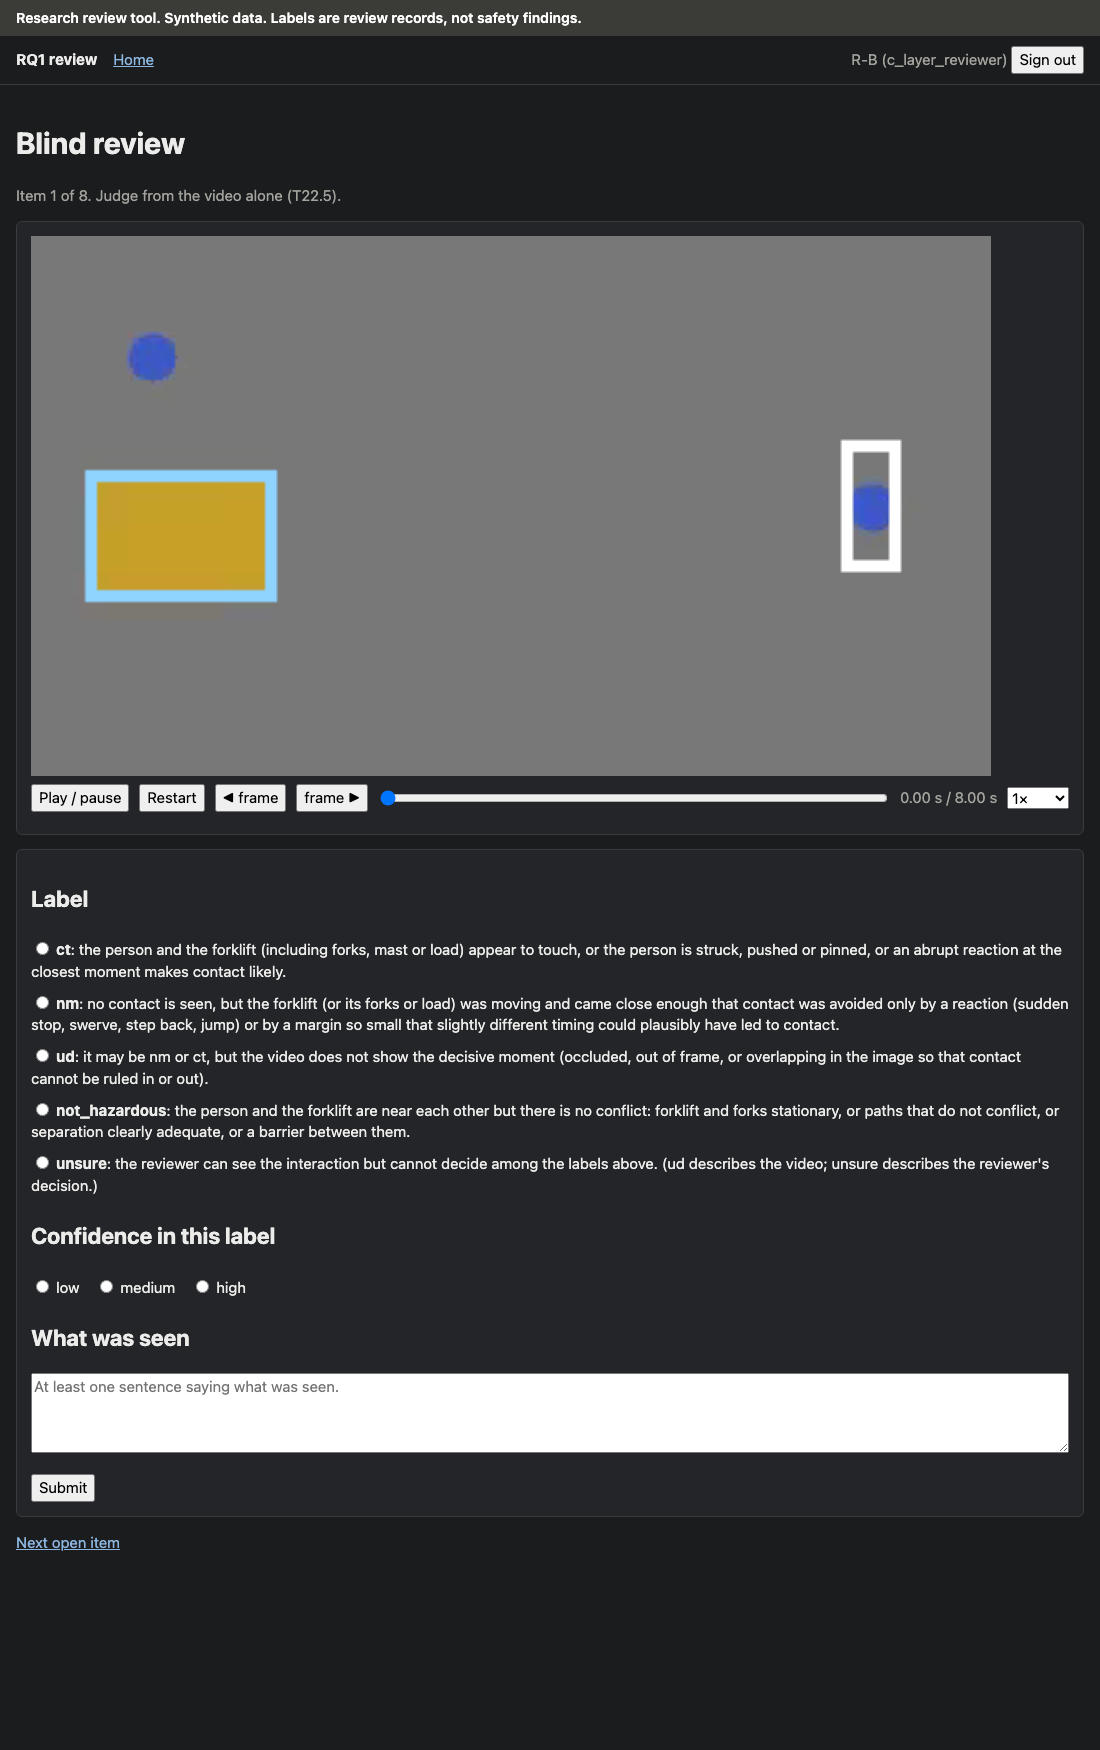 Research review tool. Synthetic data. Labels are review records, not safety findings.
RQ1 review Home R-B (c_layer_reviewer) Sign out
Blind review
Item 1 of 8. Judge from the video alone (T22.5).
Play / pause Restart ◀ frame frame ▶ 0.00 s / 8.00 s 1×
Label
ct: the person and the forklift (including forks, mast or load) appear to touch, or the person is struck, pushed or pinned, or an abrupt reaction at the
closest moment makes contact likely.
nm: no contact is seen, but the forklift (or its forks or load) was moving and came close enough that contact was avoided only by a reaction (sudden
stop, swerve, step back, jump) or by a margin so small that slightly different timing could plausibly have led to contact.
ud: it may be nm or ct, but the video does not show the decisive moment (occluded, out of frame, or overlapping in the image so that contact
cannot be ruled in or out).
not_hazardous: the person and the forklift are near each other but there is no conflict: forklift and forks stationary, or paths that do not conflict, or
separation clearly adequate, or a barrier between them.
unsure: the reviewer can see the interaction but cannot decide among the labels above. (ud describes the video; unsure describes the reviewer's
decision.)
Confidence in this label
low medium high
What was seen
At least one sentence saying what was seen.
Submit
Next open item